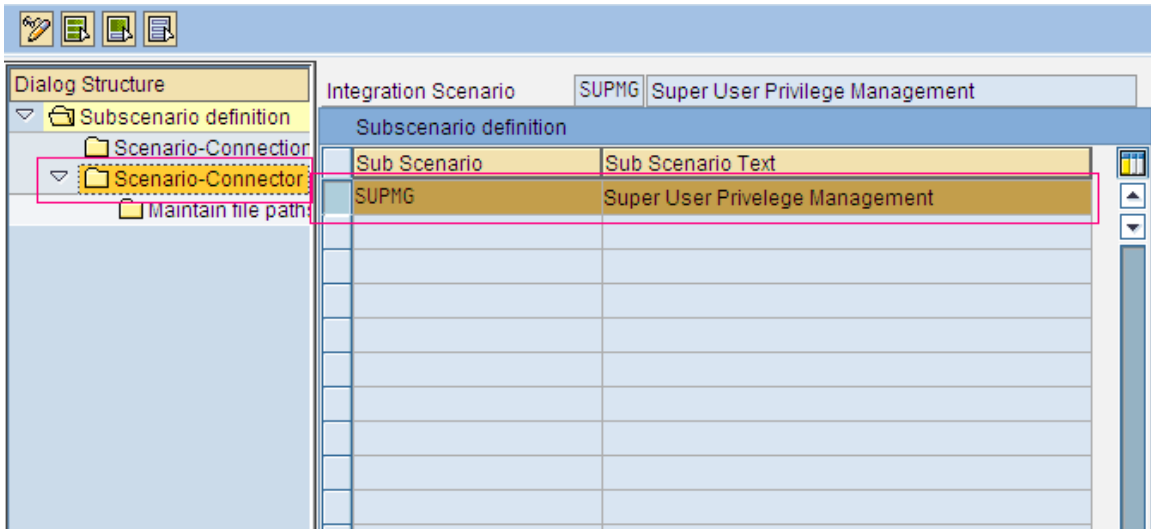 Dialog Structure
Subscenario definition
Scenario-Connection
Scenario-Connector
Maintain file paths
Integration Scenario SUPMG Super User Privilege Management
Subscenario definition
Sub Scenario Sub Scenario Text
SUPMG Super User Privelege Management